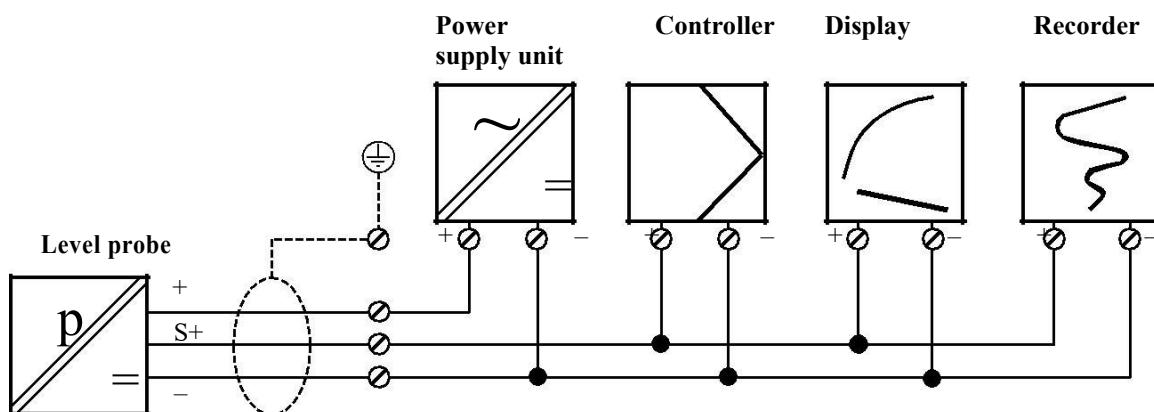 Power
supply unit
Controller
Display
Recorder
~
=
+ –
+ –
+ –
+ –
Level probe
p
=
+
S+
–